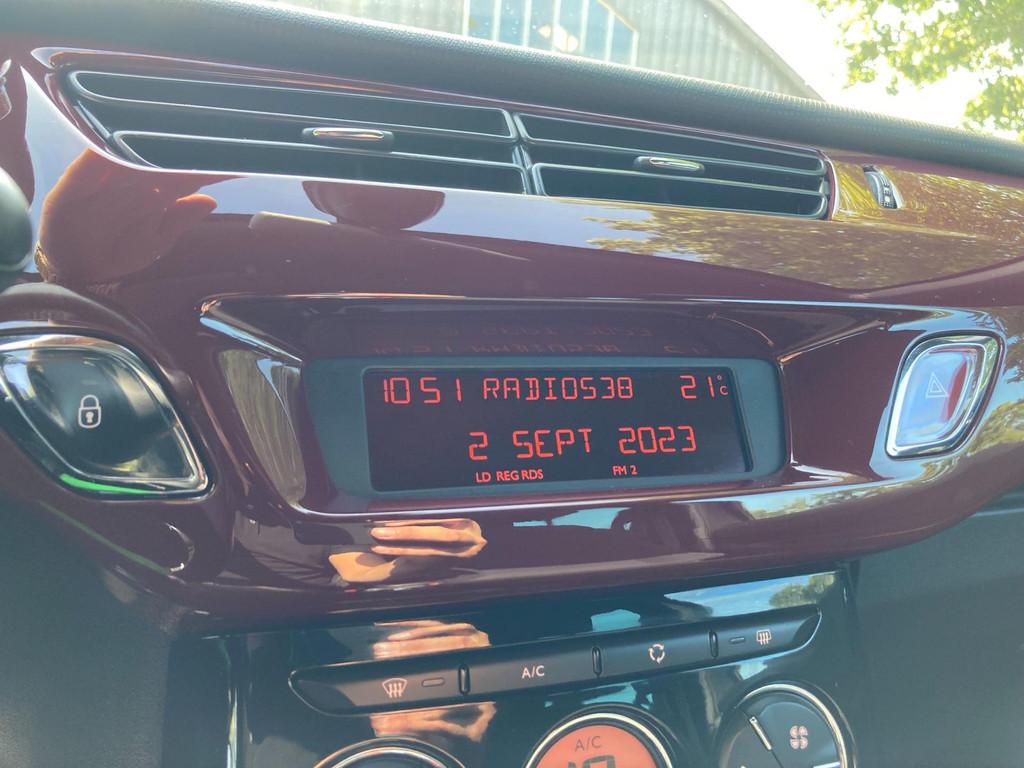 10 51 RADIO538 21°C
2 SEPT 2023
LD REG RDS FM 2
A/C
A/C